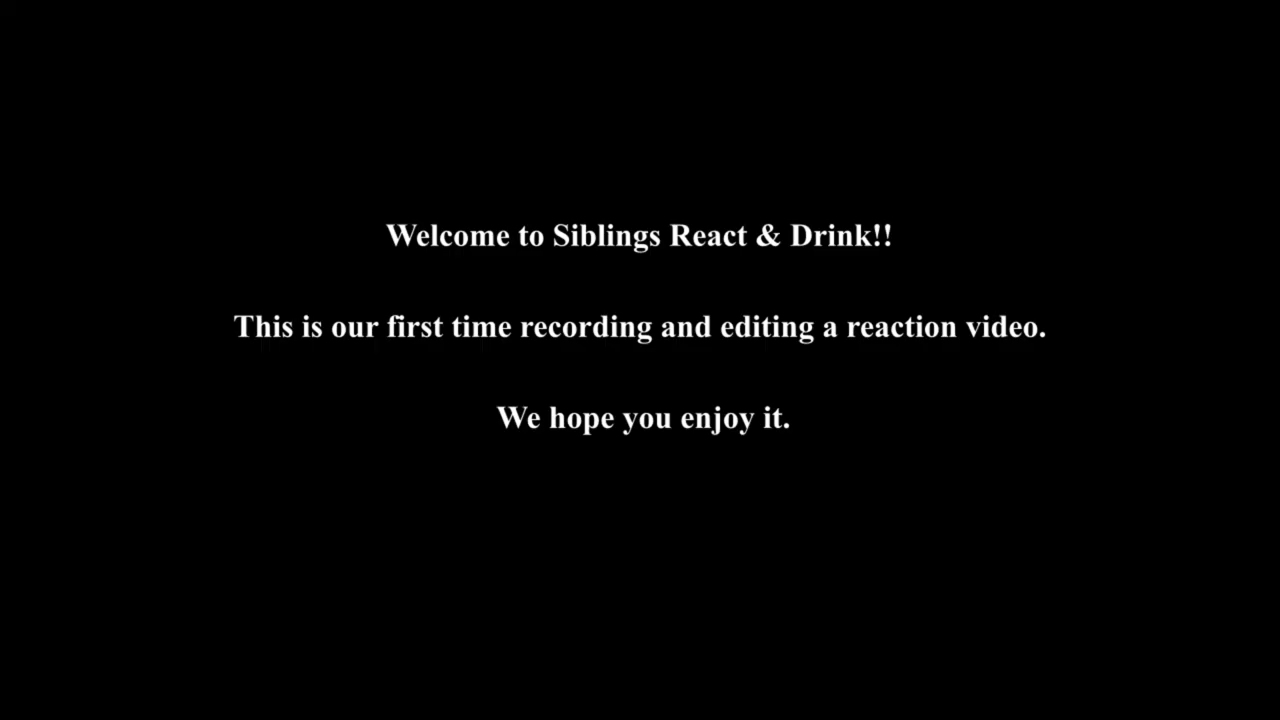 Welcome to Siblings React & Drink!!
This is our first time recording and editing a reaction video.
We hope you enjoy it.